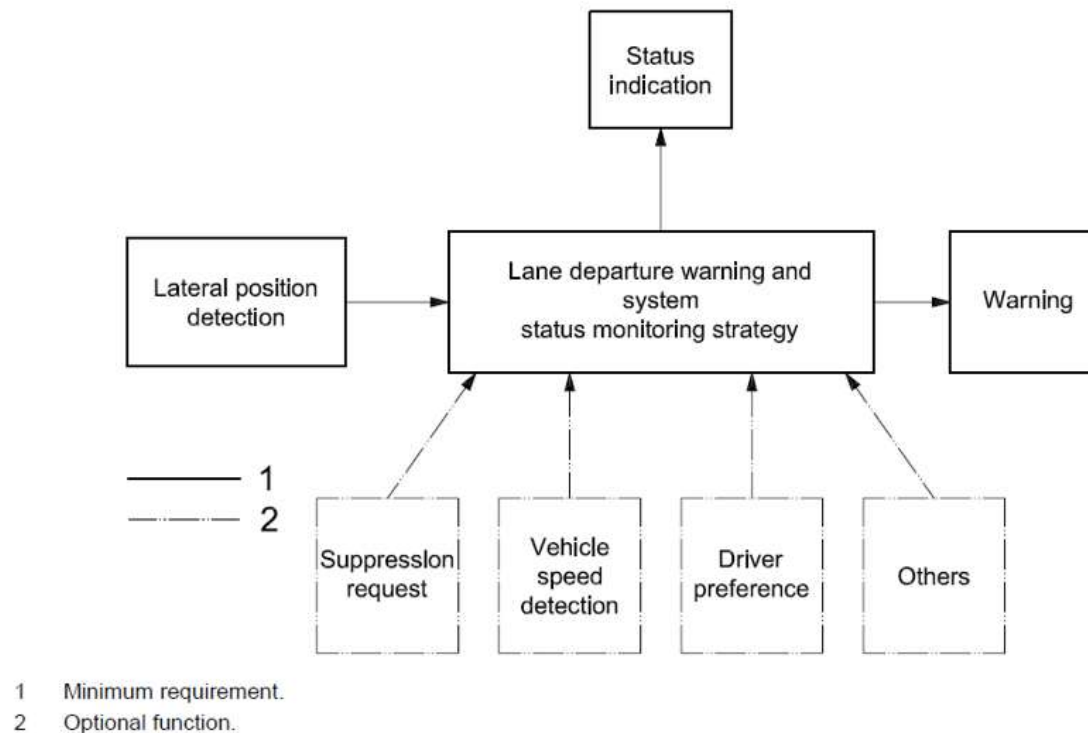 Status
indication
Lateral position
detection
Lane departure warning and
system
status monitoring strategy
Warning
1
2
Suppression
request
Vehicle
speed
detection
Driver
preference
Others
1 Minimum requirement.
2 Optional function.